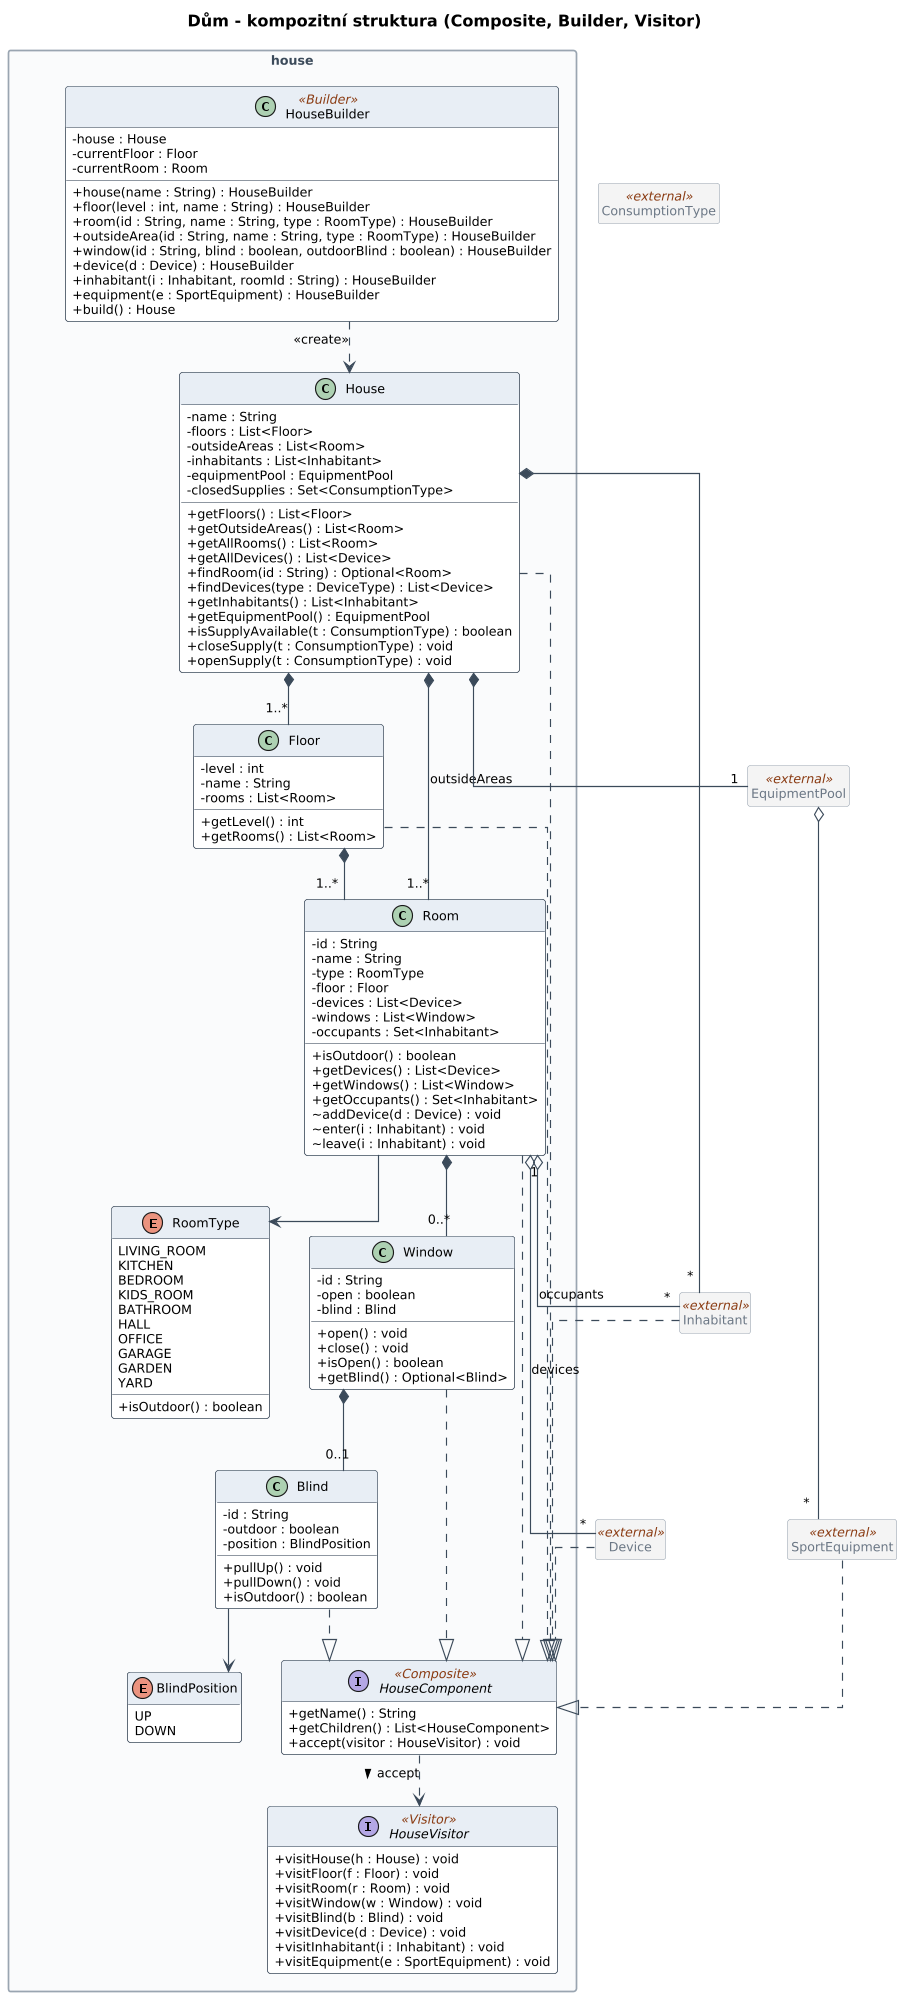 Dům - kompozitní struktura (Composite, Builder, Visitor)
house
C
«Builder»
HouseBuilder
-house : House
-currentFloor : Floor
-currentRoom : Room
+house(name : String) : HouseBuilder
+floor(level : int, name : String) : HouseBuilder
+room(id : String, name : String, type : RoomType) : HouseBuilder
+outsideArea(id : String, name : String, type : RoomType) : HouseBuilder
+window(id : String, blind : boolean, outdoorBlind : boolean) : HouseBuilder
+device(d : Device) : HouseBuilder
+inhabitant(i : Inhabitant, roomId : String) : HouseBuilder
+equipment(e : SportEquipment) : HouseBuilder
+build() : House
«external»
ConsumptionType
«create»
C House
-name : String
-floors : List<Floor>
-outsideAreas : List<Room>
-inhabitants : List<Inhabitant>
-equipmentPool : EquipmentPool
-closedSupplies : Set<ConsumptionType>
+getFloors() : List<Floor>
+getOutsideAreas() : List<Room>
+getAllRooms() : List<Room>
+getAllDevices() : List<Device>
+findRoom(id : String) : Optional<Room>
+findDevices(type : DeviceType) : List<Device>
+getInhabitants() : List<Inhabitant>
+getEquipmentPool() : EquipmentPool
+isSupplyAvailable(t : ConsumptionType) : boolean
+closeSupply(t : ConsumptionType) : void
+openSupply(t : ConsumptionType) : void
1..*
C Floor
-level : int
-name : String
-rooms : List<Room>
+getLevel() : int
+getRooms() : List<Room>
outsideAreas
1
«external»
EquipmentPool
1..*
1..*
C Room
-id : String
-name : String
-type : RoomType
-floor : Floor
-devices : List<Device>
-windows : List<Window>
-occupants : Set<Inhabitant>
+isOutdoor() : boolean
+getDevices() : List<Device>
+getWindows() : List<Window>
+getOccupants() : Set<Inhabitant>
~addDevice(d : Device) : void
~enter(i : Inhabitant) : void
~leave(i : Inhabitant) : void
1
E RoomType
LIVING_ROOM
KITCHEN
BEDROOM
KIDS_ROOM
BATHROOM
HALL
OFFICE
GARAGE
GARDEN
YARD
+isOutdoor() : boolean
0..*
C Window
-id : String
-open : boolean
-blind : Blind
+open() : void
+close() : void
+isOpen() : boolean
+getBlind() : Optional<Blind>
*
occupants
*
«external»
Inhabitant
devices
0..1
C Blind
-id : String
-outdoor : boolean
-position : BlindPosition
+pullUp() : void
+pullDown() : void
+isOutdoor() : boolean
*
«external»
Device
*
«external»
SportEquipment
E BlindPosition
UP
DOWN
I
«Composite»
HouseComponent
+getName() : String
+getChildren() : List<HouseComponent>
+accept(visitor : HouseVisitor) : void
accept
I
«Visitor»
HouseVisitor
+visitHouse(h : House) : void
+visitFloor(f : Floor) : void
+visitRoom(r : Room) : void
+visitWindow(w : Window) : void
+visitBlind(b : Blind) : void
+visitDevice(d : Device) : void
+visitInhabitant(i : Inhabitant) : void
+visitEquipment(e : SportEquipment) : void